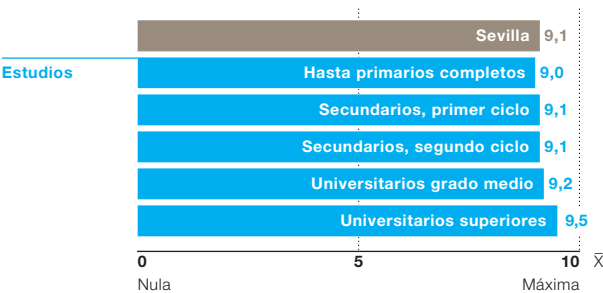 Sevilla 9,1
Estudios Hasta primarios completos 9,0
Secundarios, primer ciclo 9,1
Secundarios, segundo ciclo 9,1
Universitarios grado medio 9,2
Universitarios superiores 9,5
0 5 10 X̅
Nula Máxima